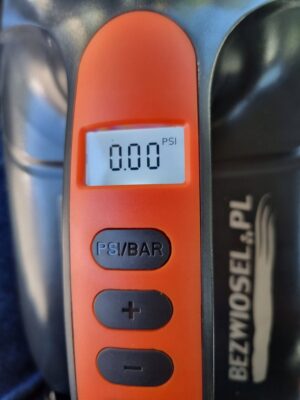 0.00 PSI
PSI/BAR
+
−
BEZWIOSEL.PL